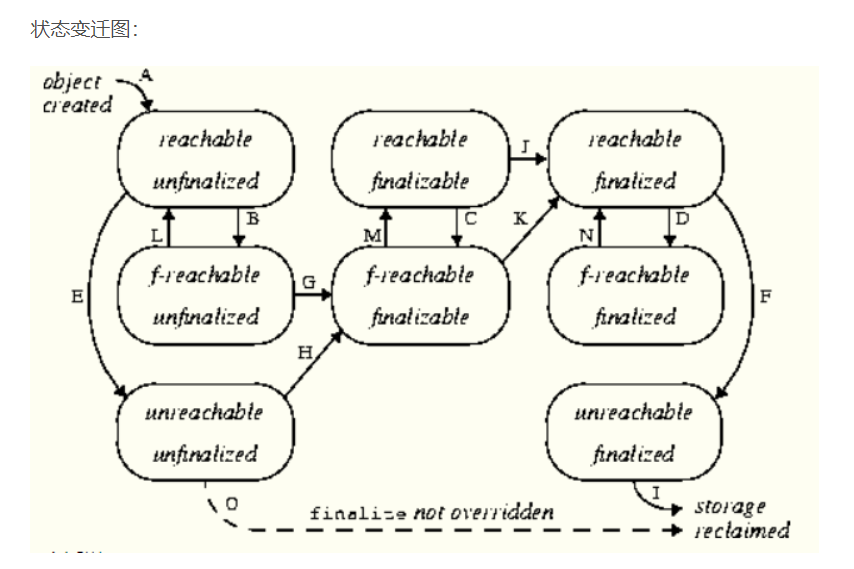 状态变迁图：
object
created
A
reachable
unfinalized
reachable
finalizable
J
reachable
finalized
L
B
M
C
K
N
D
f-reachable
unfinalized
G
f-reachable
finalizable
f-reachable
finalized
E
F
H
unreachable
unfinalized
unreachable
finalized
O
I
finalize not overridden
storage
reclaimed